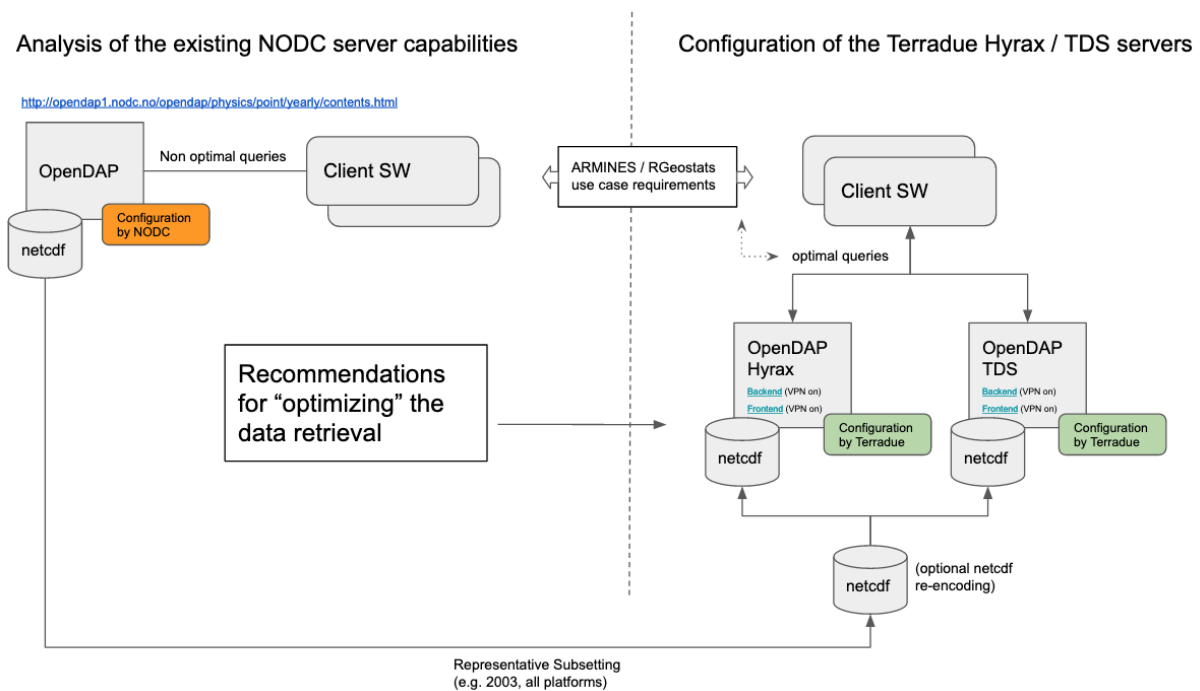 Analysis of the existing NODC server capabilities
Configuration of the Terradue Hyrax / TDS servers
http://opendap1.nodc.no/opendap/physics/point/yearly/contents.html
OpenDAP
Non optimal queries
Client SW
Configuration
by NODC
netcdf
ARMINES / RGeostats
use case requirements
Client SW
optimal queries
Recommendations
for “optimizing” the
data retrieval
OpenDAP
Hyrax
Backend (VPN on)
Frontend (VPN on)
Configuration
by Terradue
netcdf
OpenDAP
TDS
Backend (VPN on)
Frontend (VPN on)
Configuration
by Terradue
netcdf
netcdf
(optional netcdf
re-encoding)
Representative Subsetting
(e.g. 2003, all platforms)